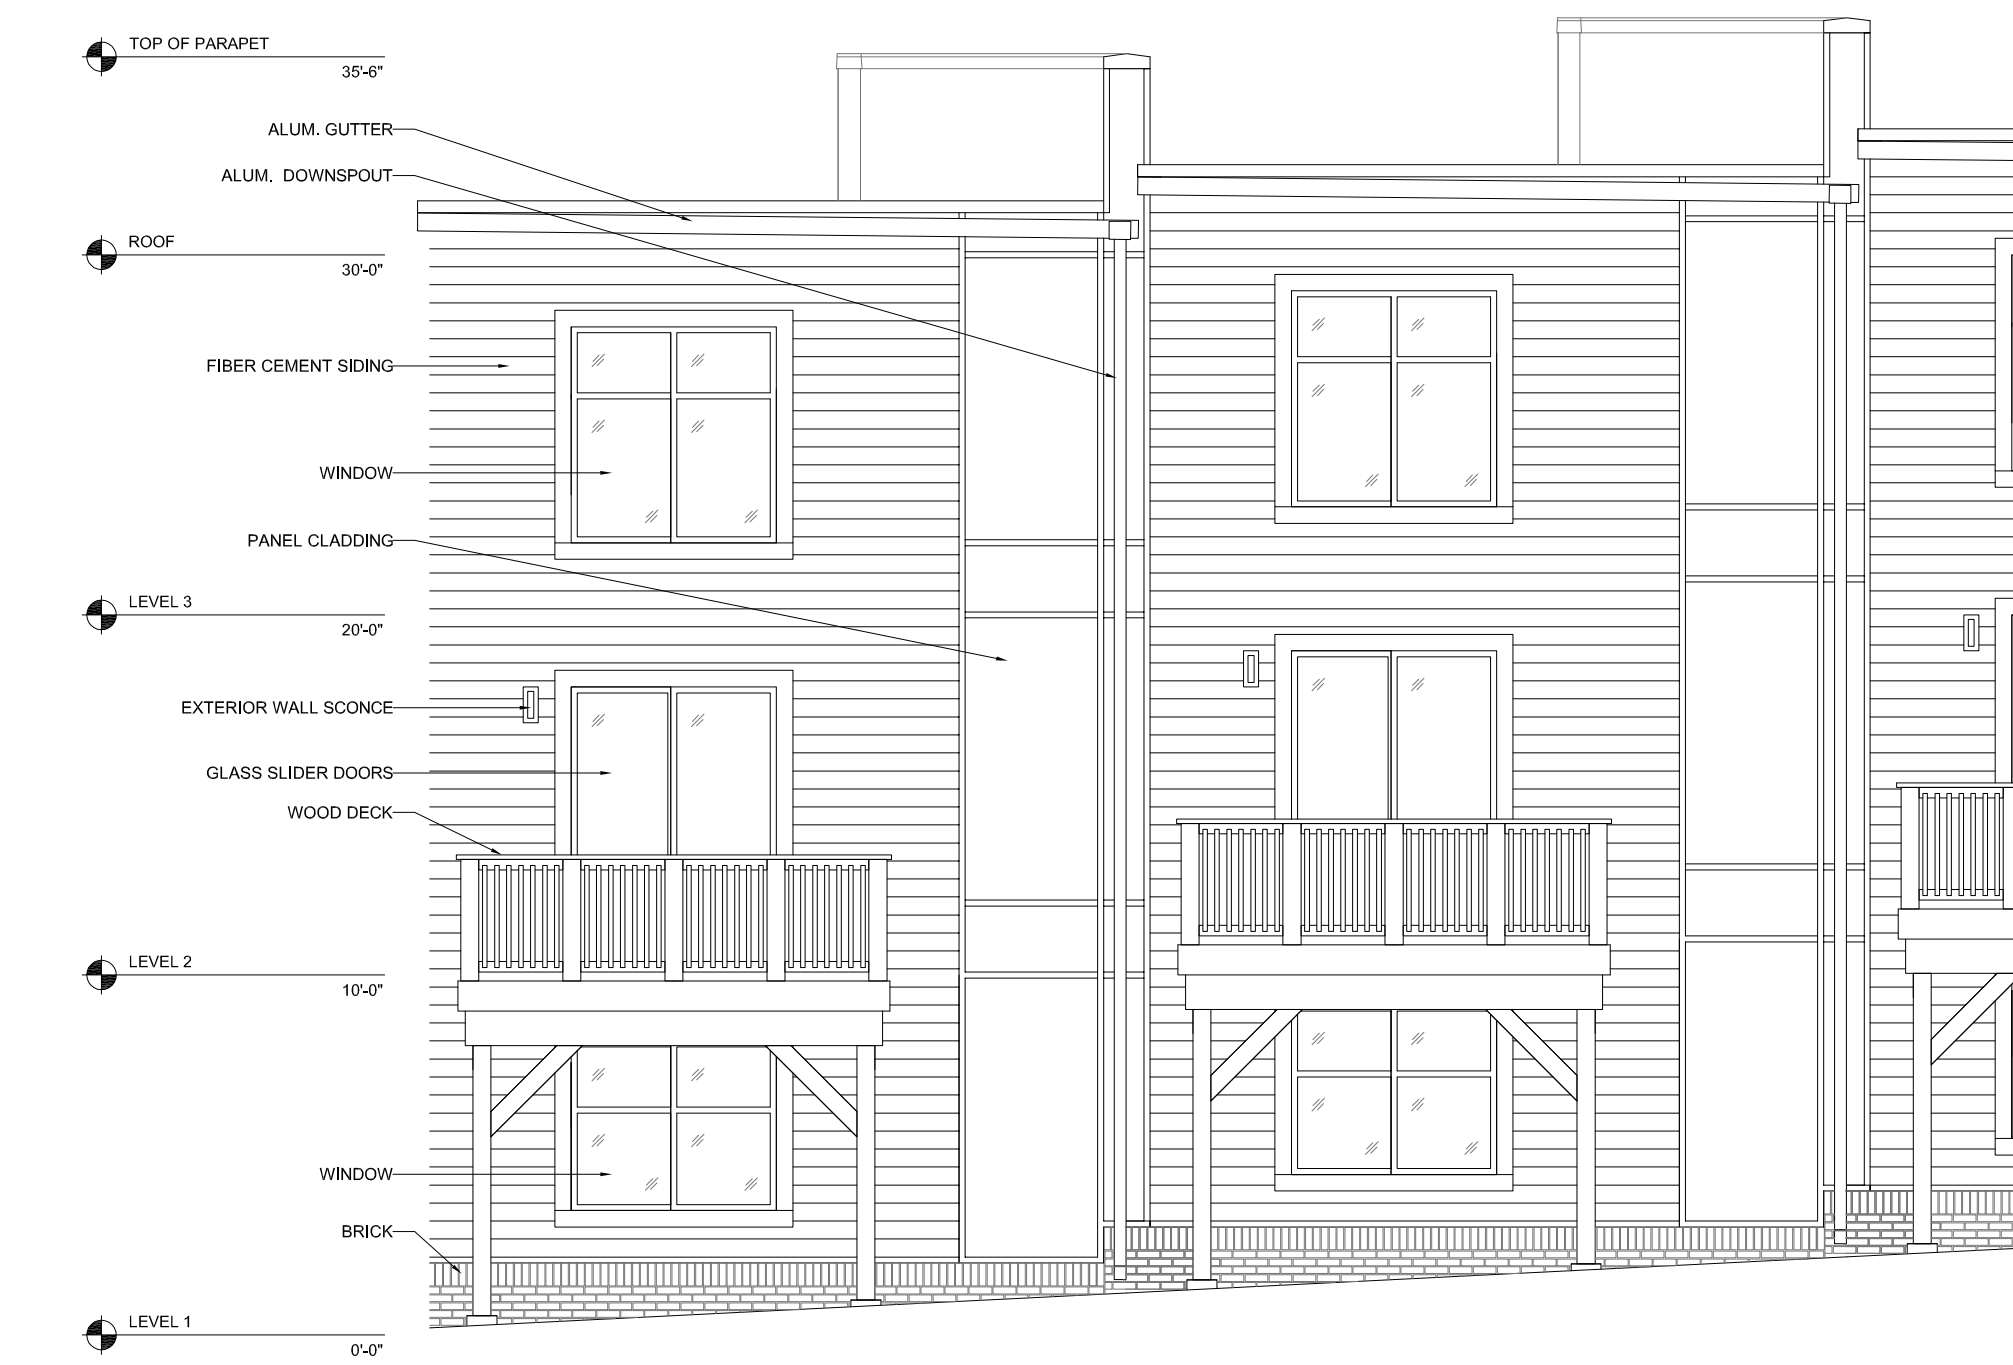 TOP OF PARAPET
35'-6"
ALUM. GUTTER
ALUM. DOWNSPOUT
ROOF
30'-0"
FIBER CEMENT SIDING
WINDOW
PANEL CLADDING
LEVEL 3
20'-0"
EXTERIOR WALL SCONCE
GLASS SLIDER DOORS
WOOD DECK
LEVEL 2
10'-0"
WINDOW
BRICK
LEVEL 1
0'-0"